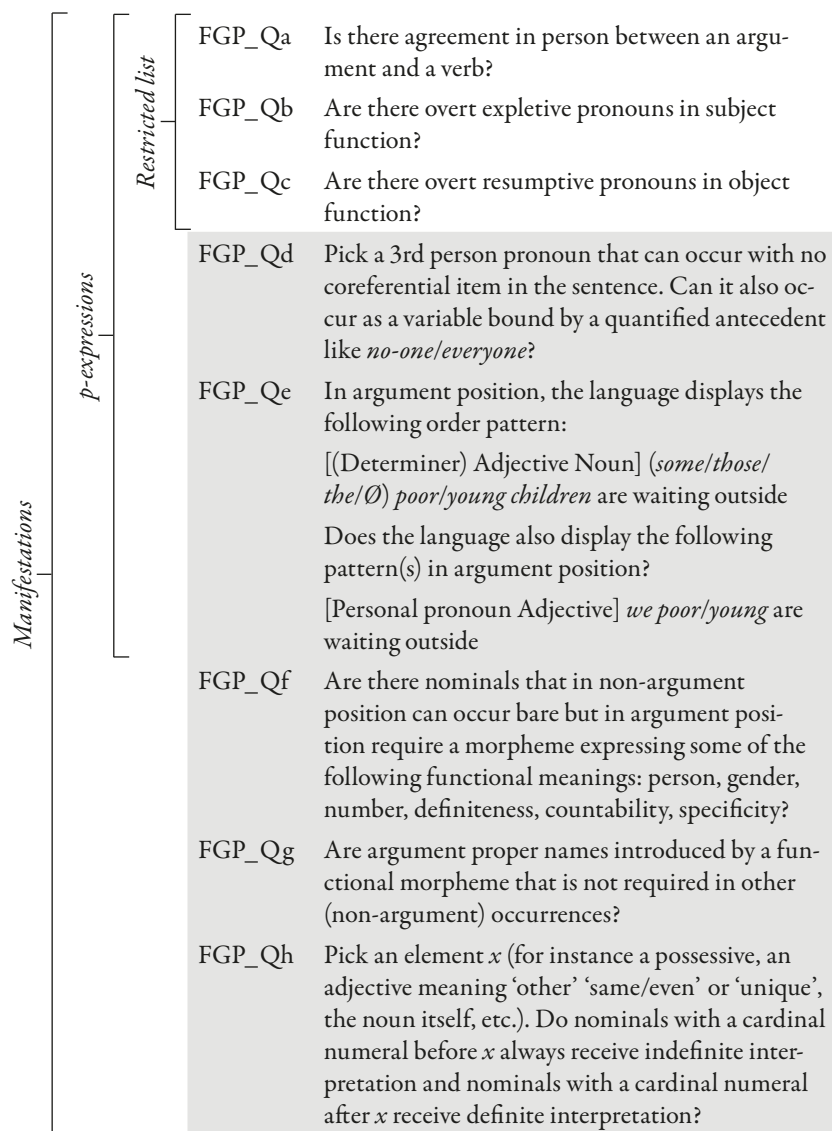 Manifestations
p-expressions
Restricted list
FGP_Qa Is there agreement in person between an argu-
ment and a verb?
FGP_Qb Are there overt expletive pronouns in subject
function?
FGP_Qc Are there overt resumptive pronouns in object
function?
FGP_Qd Pick a 3rd person pronoun that can occur with no
coreferential item in the sentence. Can it also oc-
cur as a variable bound by a quantified antecedent
like no-one/everyone?
FGP_Qe In argument position, the language displays the
following order pattern:
[(Determiner) Adjective Noun] (some/those/
the/Ø) poor/young children are waiting outside
Does the language also display the following
pattern(s) in argument position?
[Personal pronoun Adjective] we poor/young are
waiting outside
FGP_Qf Are there nominals that in non-argument
position can occur bare but in argument posi-
tion require a morpheme expressing some of the
following functional meanings: person, gender,
number, definiteness, countability, specificity?
FGP_Qg Are argument proper names introduced by a fun-
ctional morpheme that is not required in other
(non-argument) occurrences?
FGP_Qh Pick an element x (for instance a possessive, an
adjective meaning ‘other’ ‘same/even’ or ‘unique’,
the noun itself, etc.). Do nominals with a cardinal
numeral before x always receive indefinite inter-
pretation and nominals with a cardinal numeral
after x receive definite interpretation?